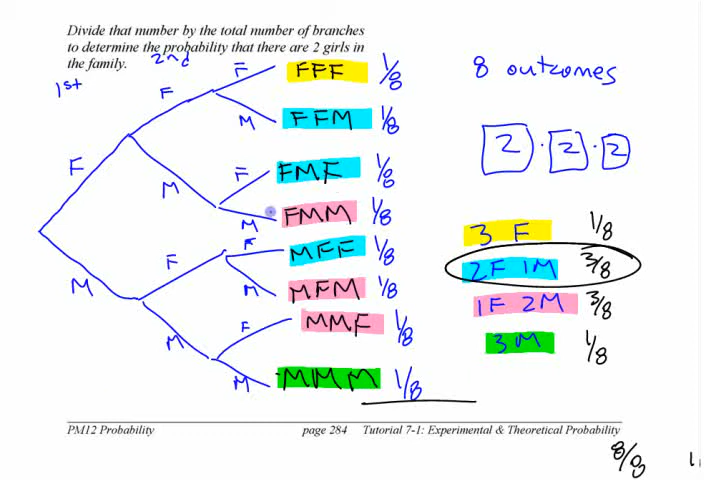 Divide that number by the total number of branches
to determine the probability that there are 2 girls in
the family.
1st
2nd
F
M
F
M
F
M
F
M
F
M
F
M
F
M
FFF 1/8
FFM 1/8
FMF 1/8
FMM 1/8
MFF 1/8
MFM 1/8
MMF 1/8
MMM 1/8
8 outcomes
2 · 2 · 2
3 F 1/8
2F 1M 3/8
1F 2M 3/8
3M 1/8
PM12 Probability page 284 Tutorial 7-1: Experimental & Theoretical Probability
8/8